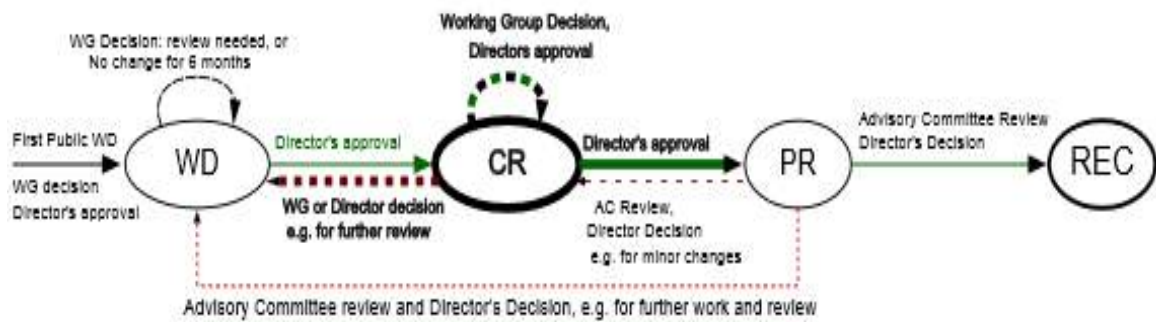 Working Group Decision,
Directors approval
WG Decision: review needed, or
No change for 6 months
First Public WD
WG decision
Director's approval
WD
Director's approval
WG or Director decision
e.g. for further review
CR
Director's approval
AC Review,
Director Decision
e.g. for minor changes
PR
Advisory Committee Review
Director's Decision
REC
Advisory Committee review and Director's Decision, e.g. for further work and review